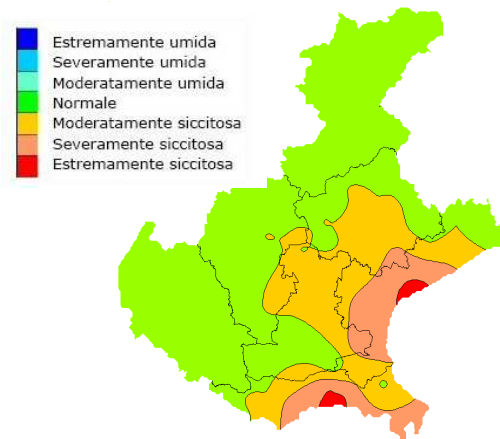 Estremamente umida
Severamente umida
Moderatamente umida
Normale
Moderatamente siccitosa
Severamente siccitosa
Estremamente siccitosa